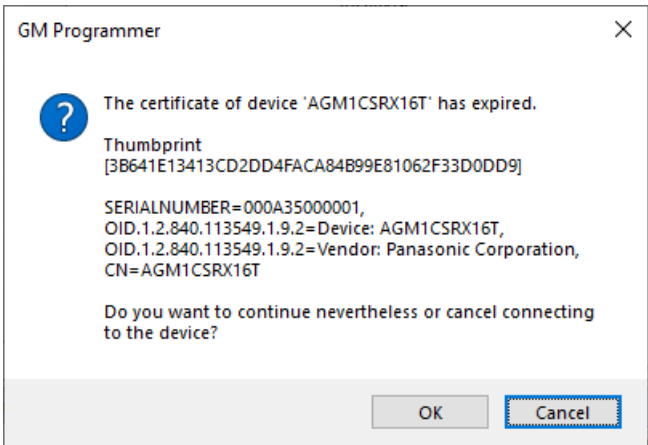 GM Programmer
The certificate of device 'AGM1CSRX16T' has expired.
Thumbprint
[3B641E13413CD2DD4FACA84B99E81062F33D0DD9]
SERIALNUMBER=000A35000001,
OID.1.2.840.113549.1.9.2=Device: AGM1CSRX16T,
OID.1.2.840.113549.1.9.2=Vendor: Panasonic Corporation,
CN=AGM1CSRX16T
Do you want to continue nevertheless or cancel connecting
to the device?
OK
Cancel